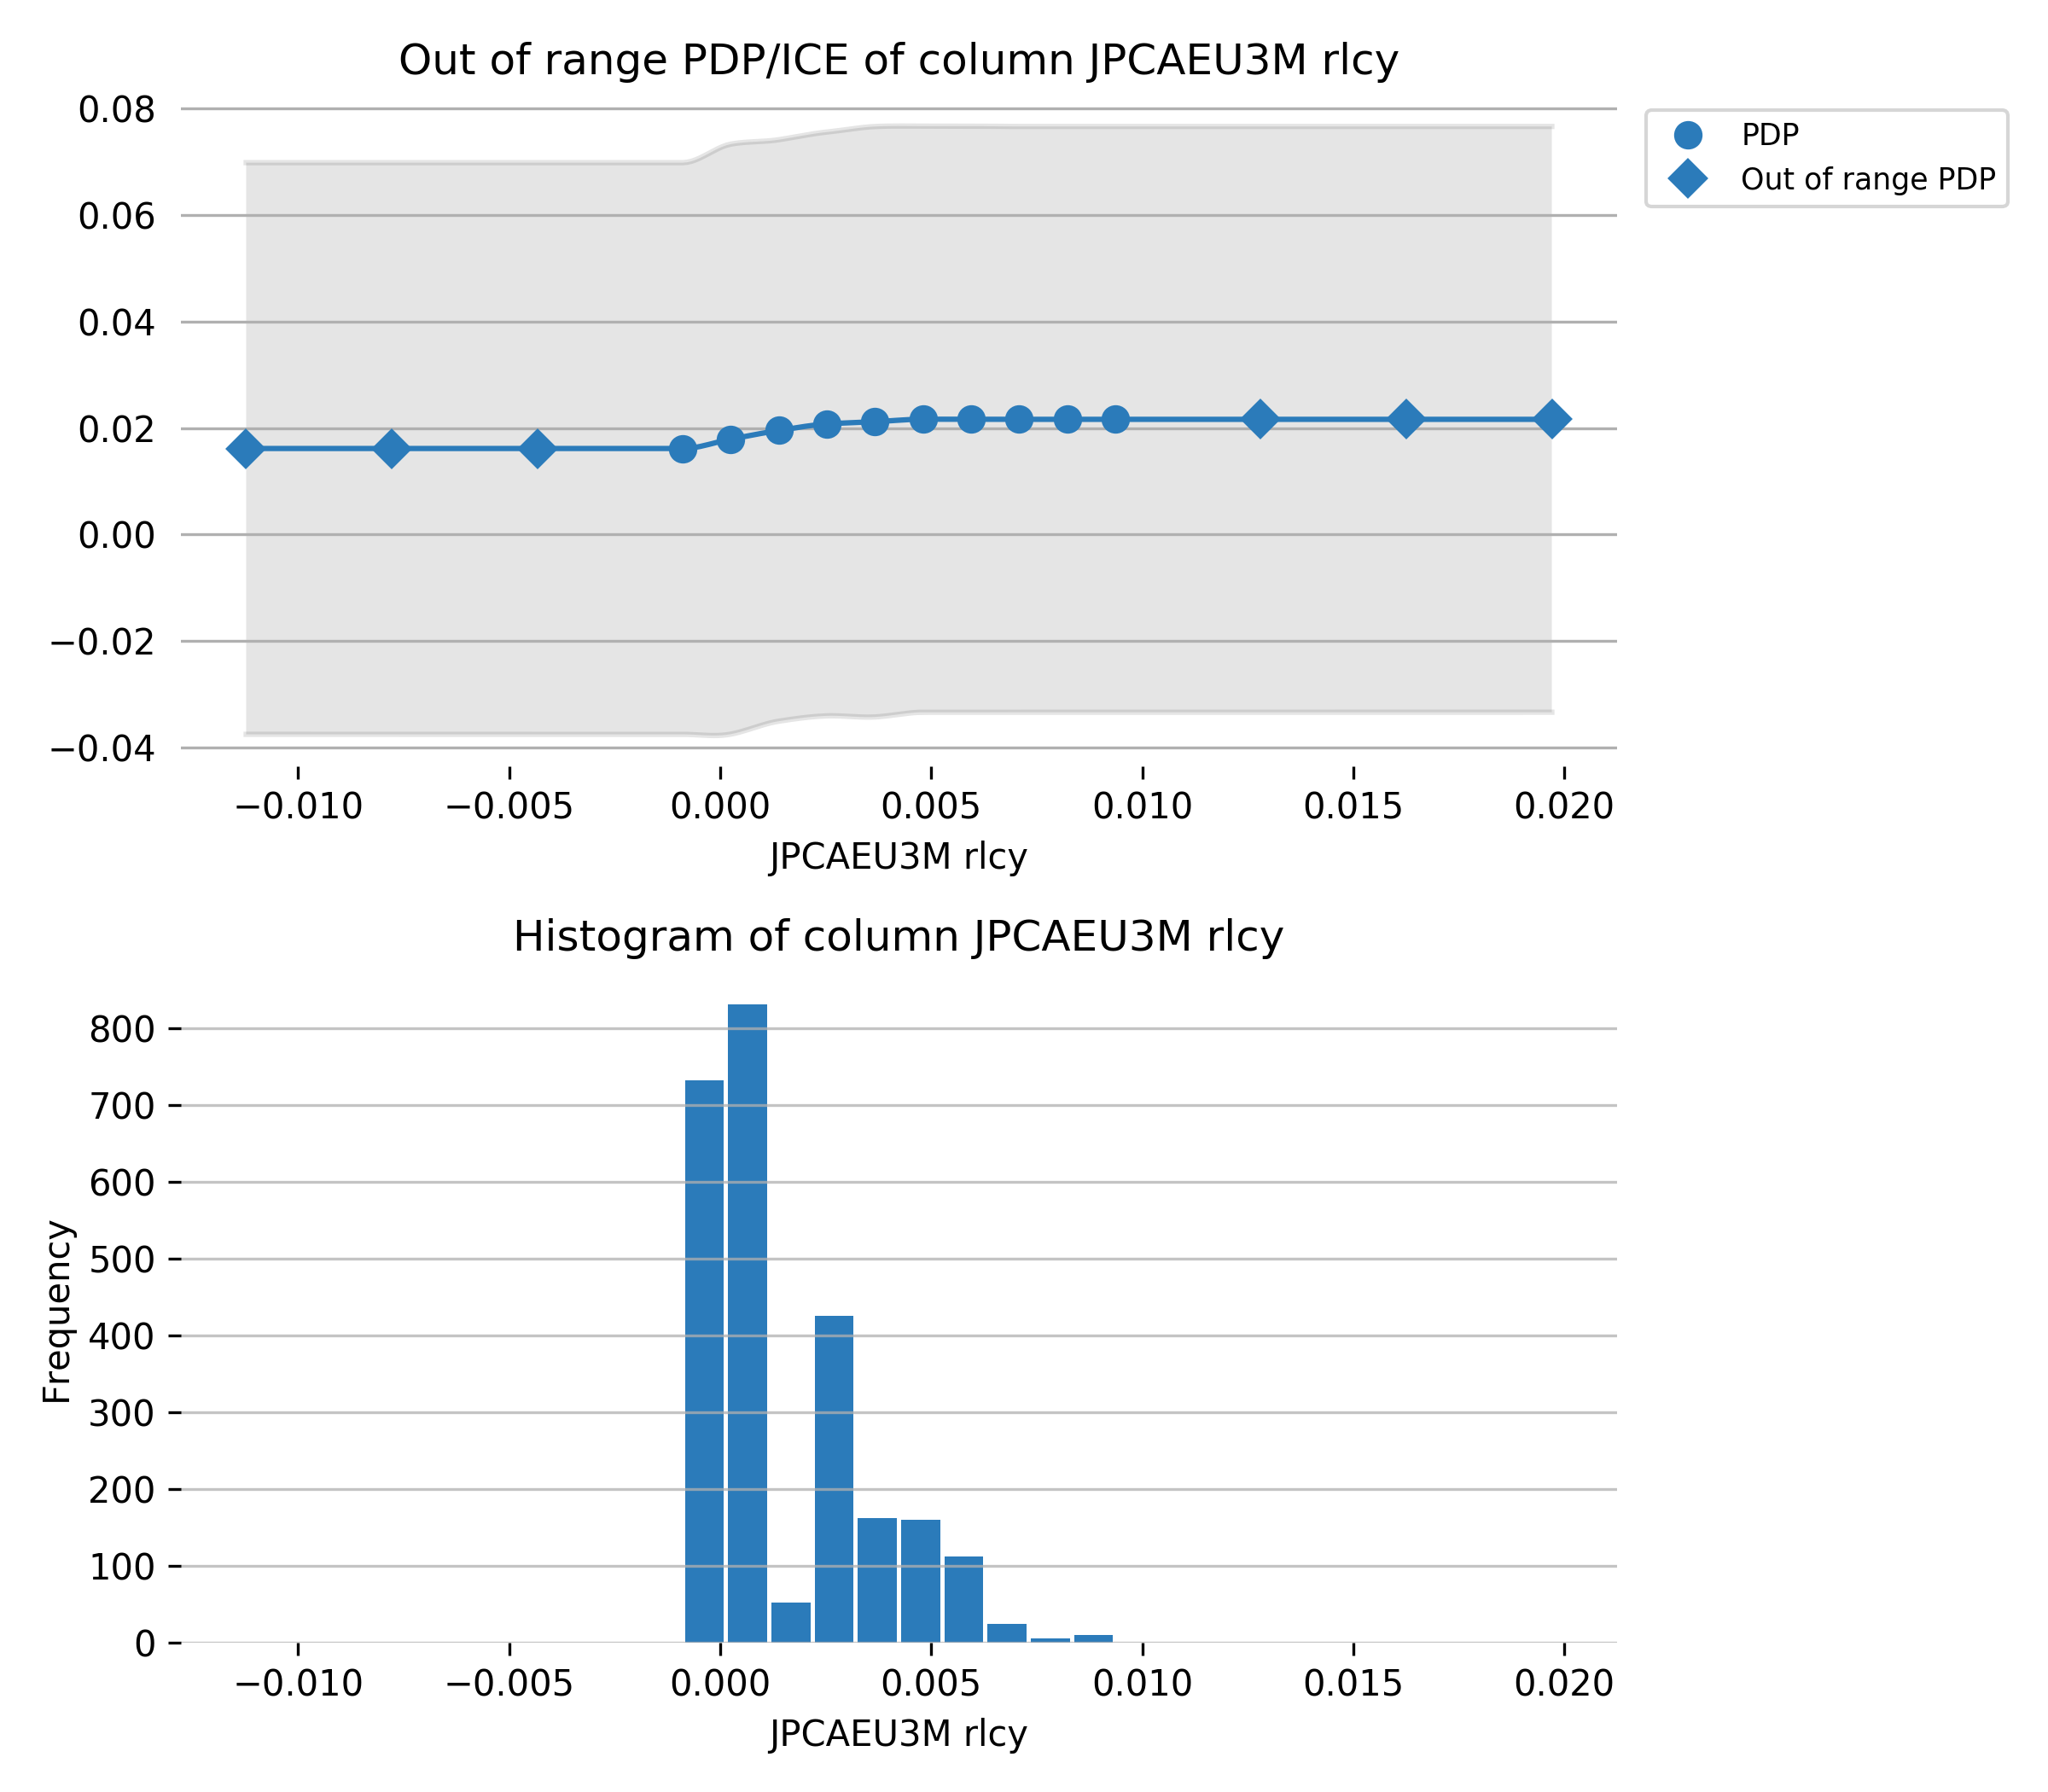 Out of range PDP/ICE of column JPCAEU3M rlcy
PDP
Out of range PDP
0.08
0.06
0.04
0.02
0.00
−0.02
−0.04
−0.010 −0.005 0.000 0.005 0.010 0.015 0.020
JPCAEU3M rlcy
Histogram of column JPCAEU3M rlcy
Frequency
800
700
600
500
400
300
200
100
0
−0.010 −0.005 0.000 0.005 0.010 0.015 0.020
JPCAEU3M rlcy